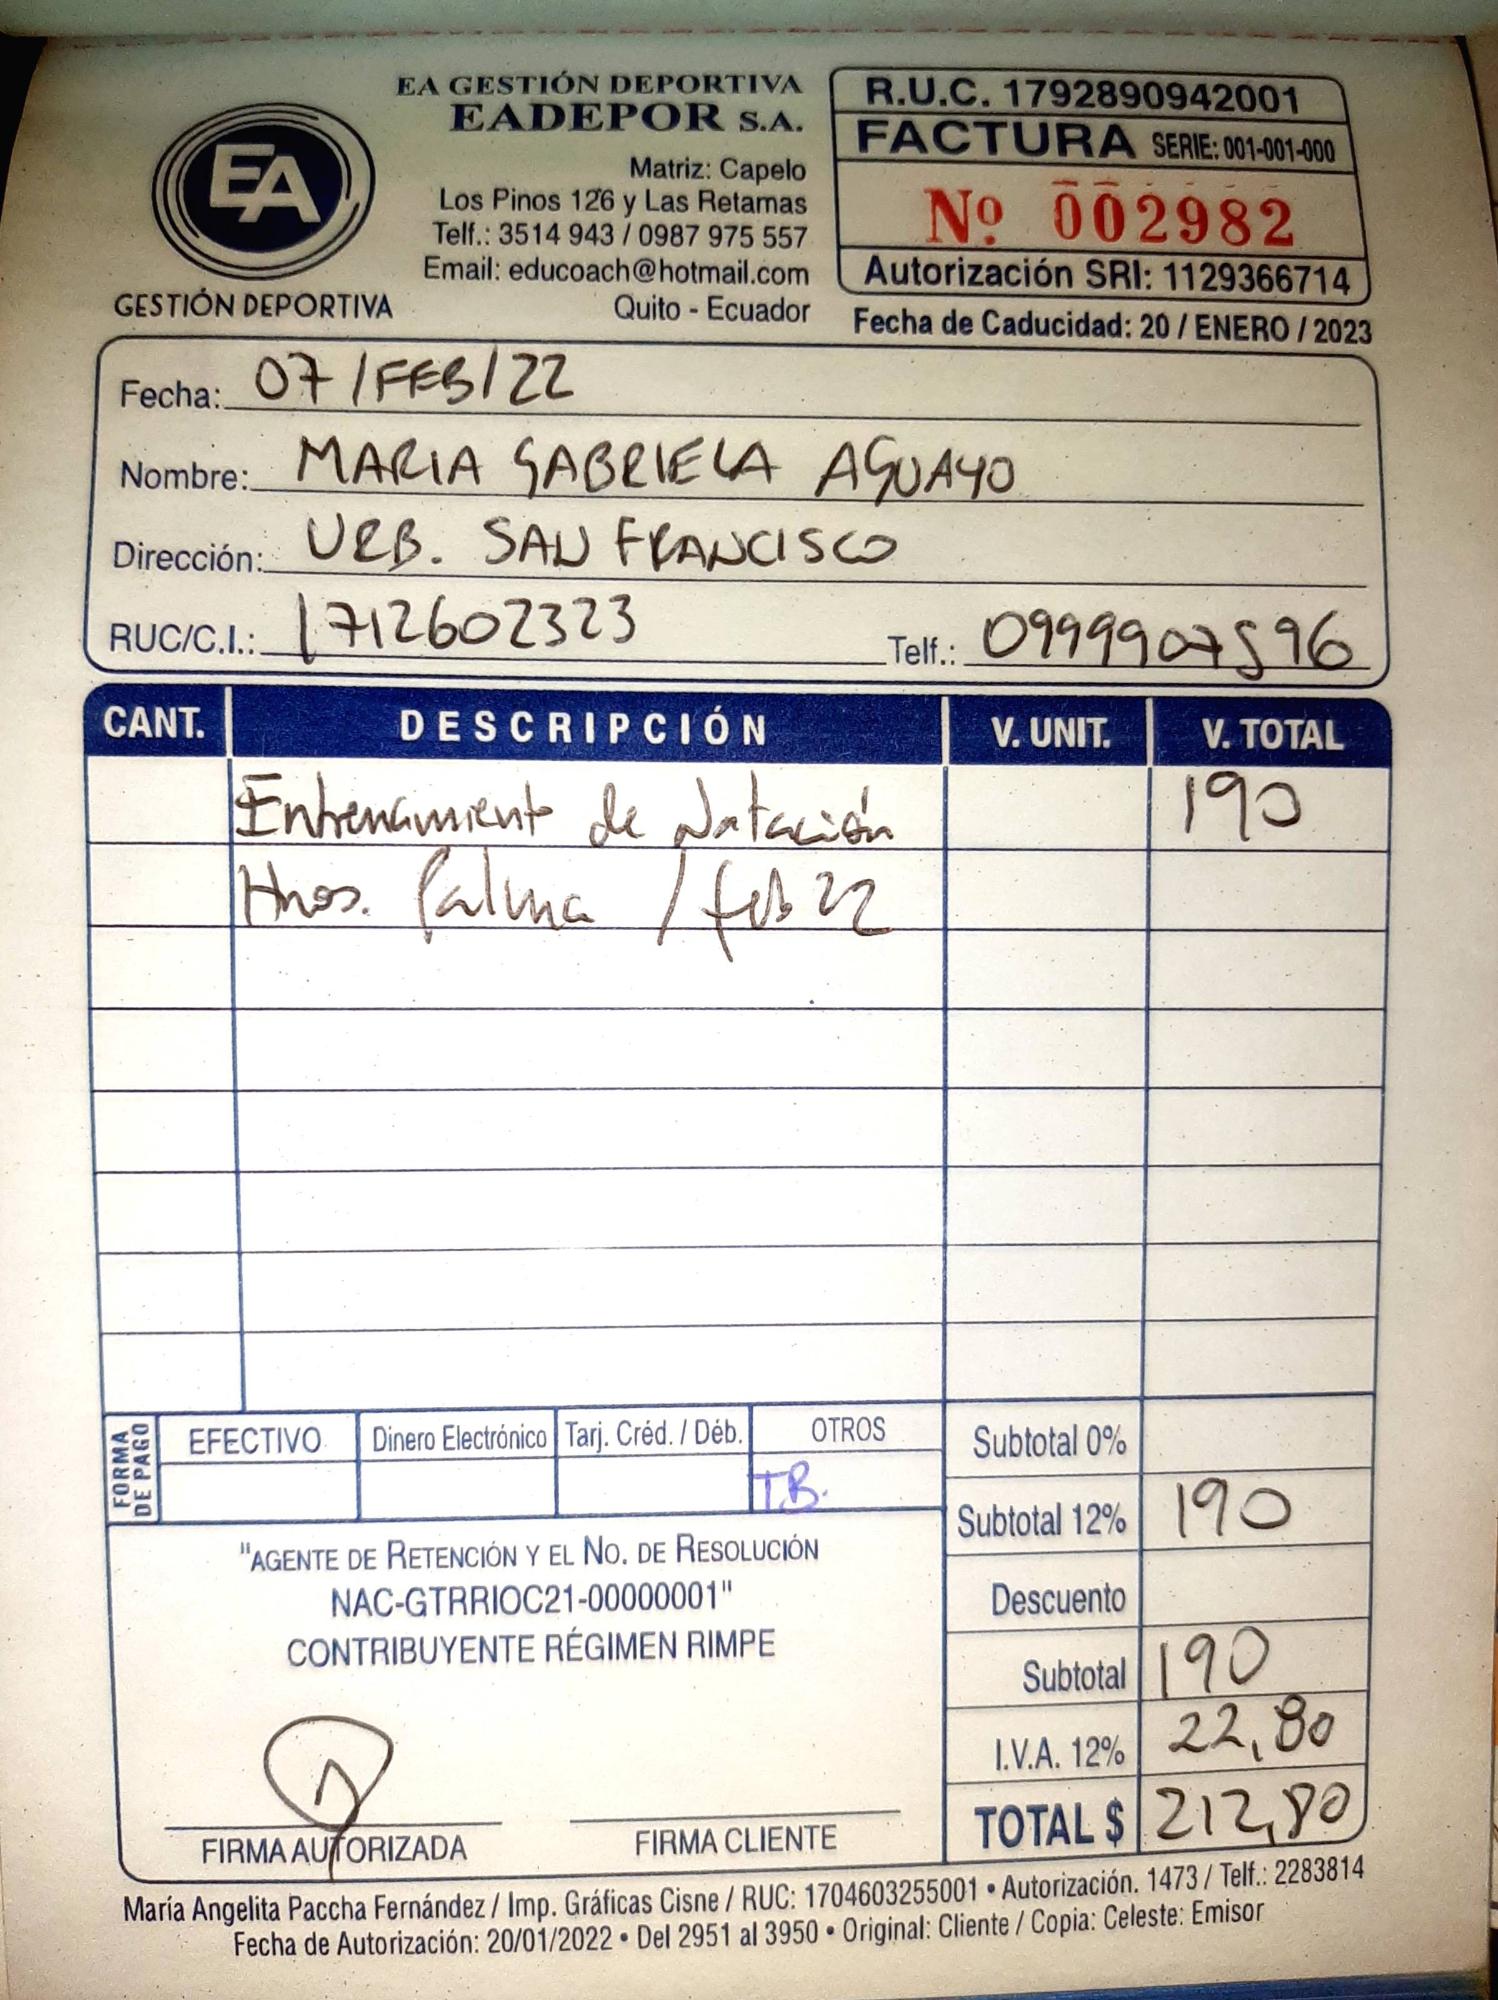 EA GESTIÓN DEPORTIVA
EADEPOR S.A.
EA
GESTIÓN DEPORTIVA
Matriz: Capelo
Los Pinos 126 y Las Retamas
Telf.: 3514 943 / 0987 975 557
Email: educoach@hotmail.com
Quito - Ecuador
R.U.C. 1792890942001
FACTURA SERIE: 001-001-000
Nº 002982
Autorización SRI: 1129366714
Fecha de Caducidad: 20 / ENERO / 2023
Fecha: 07/FEB/22
Nombre: MARIA GABRIELA AGUAYO
Dirección: URB. SAN FRANCISCO
RUC/C.I.: 1712602323 Telf.: 0999907596
CANT. DESCRIPCIÓN V. UNIT. V. TOTAL
Entrenamiento de Natación 190
Hnos. Palma / feb 22
FORMA DE PAGO
EFECTIVO Dinero Electrónico Tarj. Créd. / Déb. OTROS
T.B.
Subtotal 0%
Subtotal 12% 190
Descuento
Subtotal 190
I.V.A. 12% 22,80
TOTAL $ 212,80
"AGENTE DE RETENCIÓN Y EL NO. DE RESOLUCIÓN
NAC-GTRRIOC21-00000001"
CONTRIBUYENTE RÉGIMEN RIMPE
FIRMA AUTORIZADA FIRMA CLIENTE
María Angelita Paccha Fernández / Imp. Gráficas Cisne / RUC: 1704603255001 • Autorización. 1473 / Telf.: 2283814
Fecha de Autorización: 20/01/2022 • Del 2951 al 3950 • Original: Cliente / Copia: Celeste: Emisor